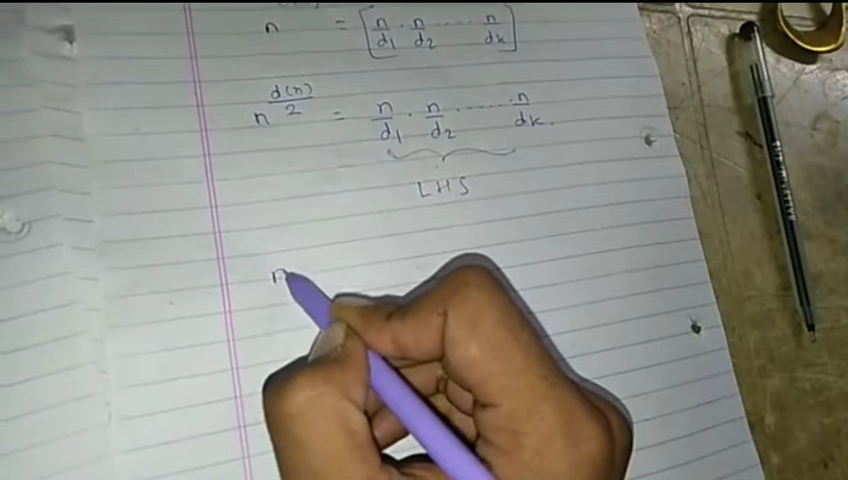 n = [n/d1 . n/d2 ...... n/dk]
n^(d(n)/2) = n/d1 . n/d2 ....... n/dk.
LHS
n